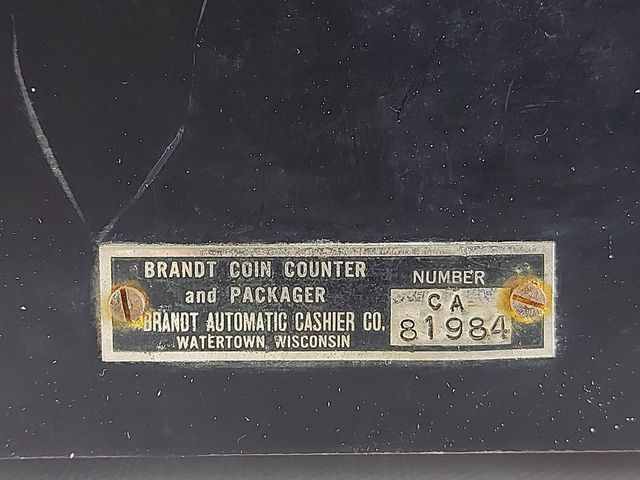 BRANDT COIN COUNTER
and PACKAGER
BRANDT AUTOMATIC CASHIER CO.
WATERTOWN, WISCONSIN
NUMBER
CA
81984